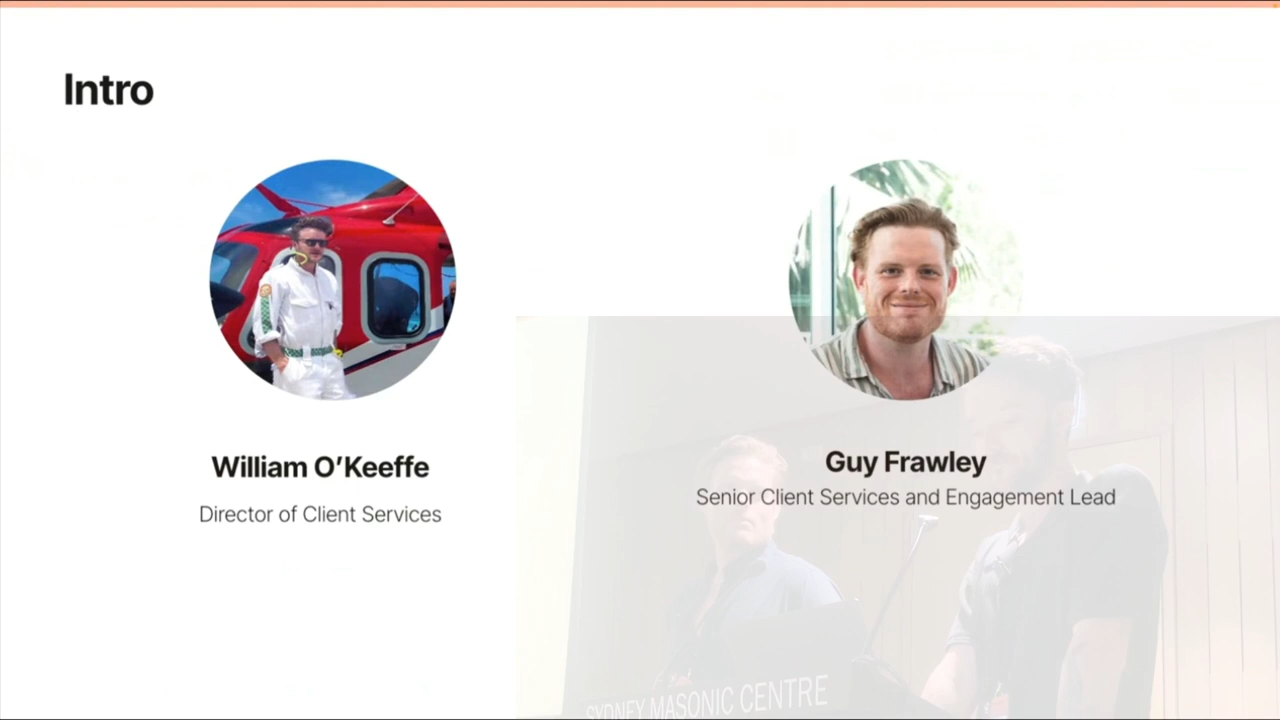 Intro
William O’Keeffe
Director of Client Services
Guy Frawley
Senior Client Services and Engagement Lead
SYDNEY MASONIC CENTRE